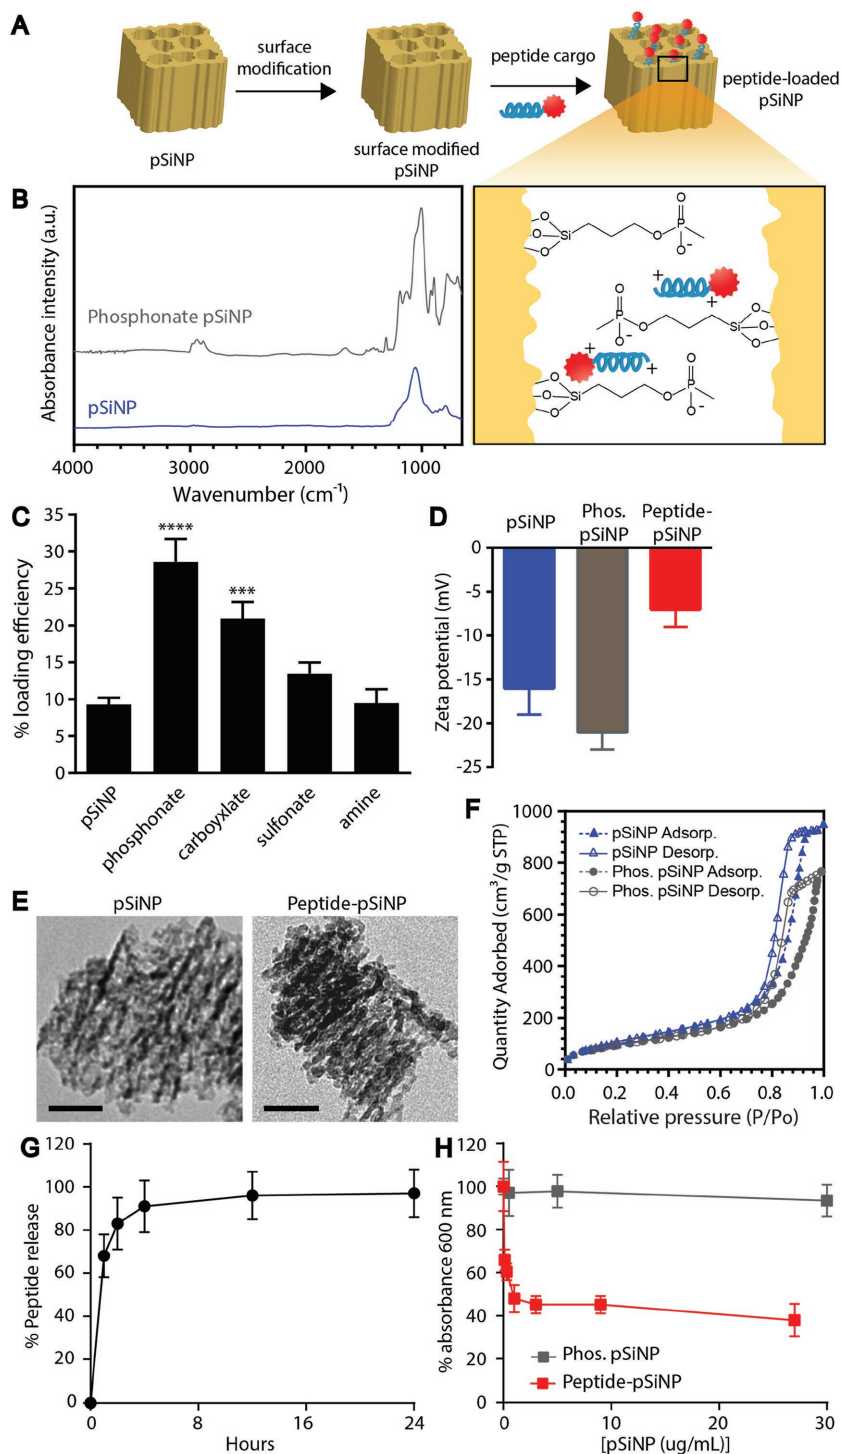 A
surface
modification
peptide cargo
peptide-loaded
pSiNP
pSiNP
surface modified
pSiNP
B
Absorbance intensity (a.u.)
Phosphonate pSiNP
pSiNP
4000 3000 2000 1000
Wavenumber (cm⁻¹)
O
O Si O P
O O⁻
+
+
O
P O Si O
O⁻ O
+
+
O
O Si O P
O O⁻
C
% loading efficiency
35
30
25
20
15
10
5
0
**** ***
pSiNP phosphonate carboyxlate sulfonate amine
D
pSiNP Phos. pSiNP Peptide-pSiNP
Zeta potential (mV)
0
-5
-10
-15
-20
-25
E
pSiNP Peptide-pSiNP
F
Quantity Adsorbed (cm³/g STP)
1000
800
600
400
200
0
pSiNP Adsorp.
pSiNP Desorp.
Phos. pSiNP Adsorp.
Phos. pSiNP Desorp.
0.0 0.2 0.4 0.6 0.8 1.0
Relative pressure (P/Po)
G
% Peptide release
120
100
80
60
40
20
0
0 8 16 24
Hours
H
% absorbance 600 nm
120
100
80
60
40
20
0
Phos. pSiNP
Peptide-pSiNP
0 10 20 30
[pSiNP (ug/mL)]